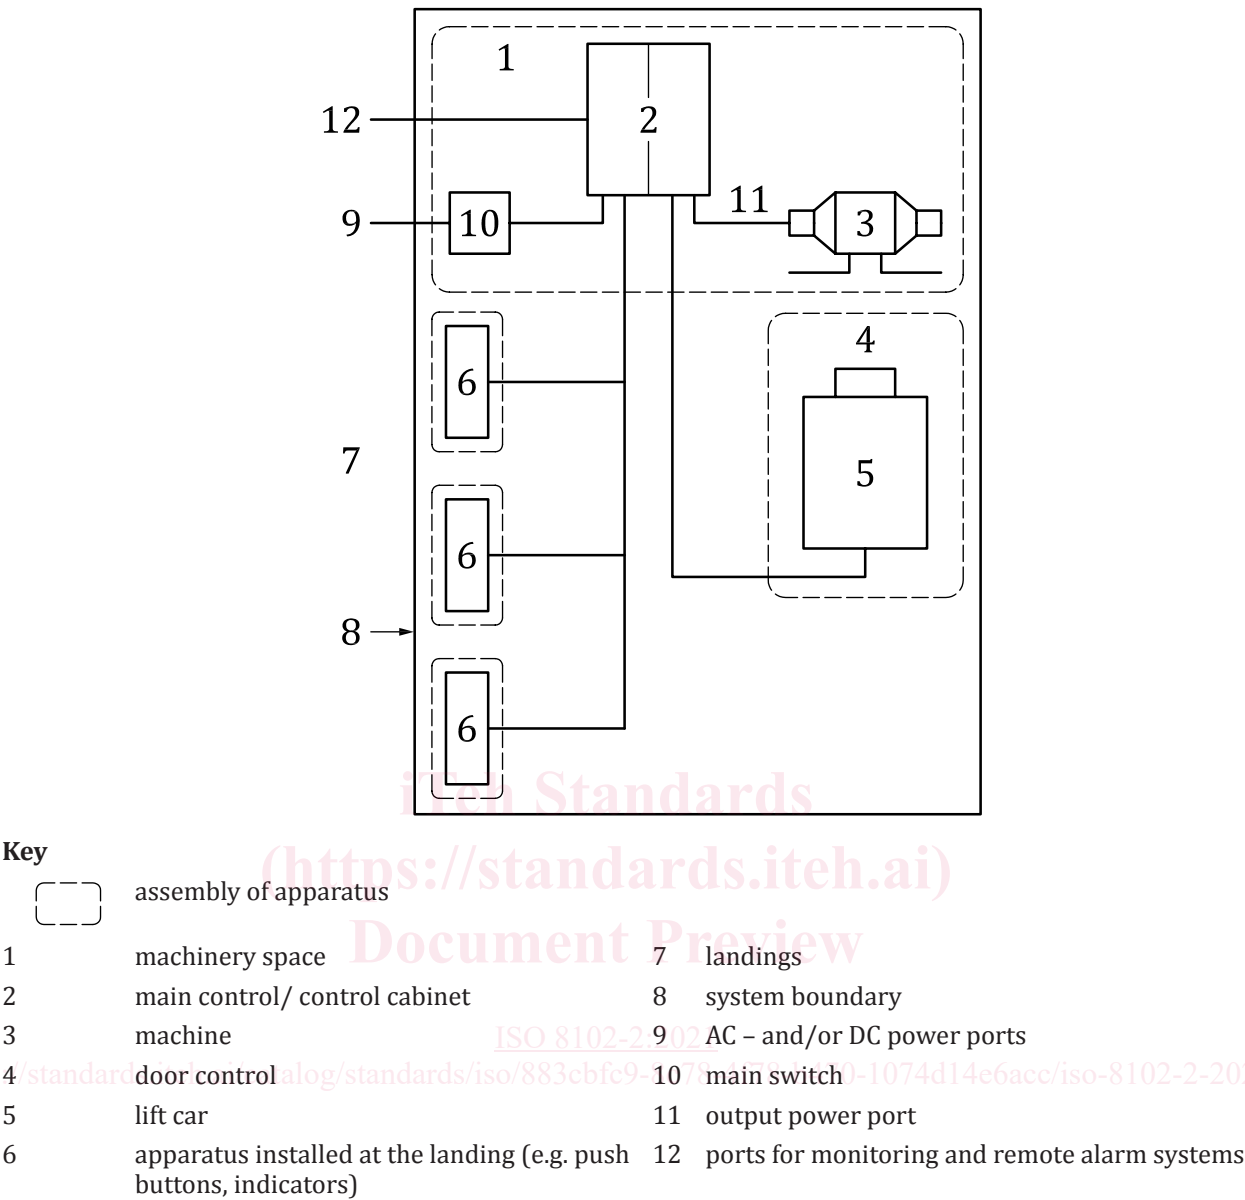 1
12
2
11
9
10
3
4
6
5
7
6
8
6
iTeh Standards
Key
(https://standards.iteh.ai)
assembly of apparatus
Document Preview
1 machinery space 7 landings
2 main control/ control cabinet 8 system boundary
3 machine 9 AC – and/or DC power ports
ISO 8102-2:2021
4 door control 10 main switch
5 lift car 11 output power port
6 apparatus installed at the landing (e.g. push 12 ports for monitoring and remote alarm systems
buttons, indicators)